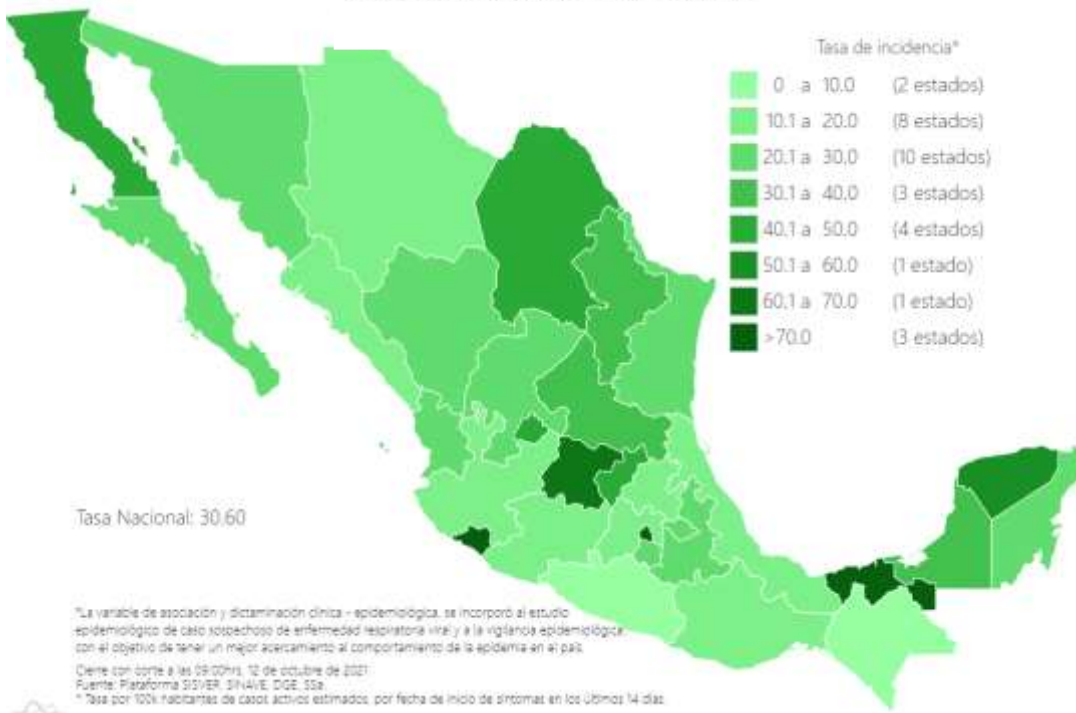 Tasa de incidencia*
0 a 10.0 (2 estados)
10.1 a 20.0 (8 estados)
20.1 a 30.0 (10 estados)
30.1 a 40.0 (3 estados)
40.1 a 50.0 (4 estados)
50.1 a 60.0 (1 estado)
60.1 a 70.0 (1 estado)
>70.0 (3 estados)
Tasa Nacional: 30.60
*La variable de asociación y dictaminación clínica - epidemiológica, se incorporó al estudio
epidemiológico de caso sospechoso de enfermedad respiratoria viral y a la vigilancia epidemiológica,
con el objetivo de tener un mejor acercamiento al comportamiento de la epidemia en el país.
Cierre con corte a las 09:00hrs, 12 de octubre de 2021
Fuente: Plataforma SISVER, SINAVE, DGE, SSa.
* Tasa por 100k habitantes de casos activos estimados, por fecha de inicio de síntomas en los últimos 14 días